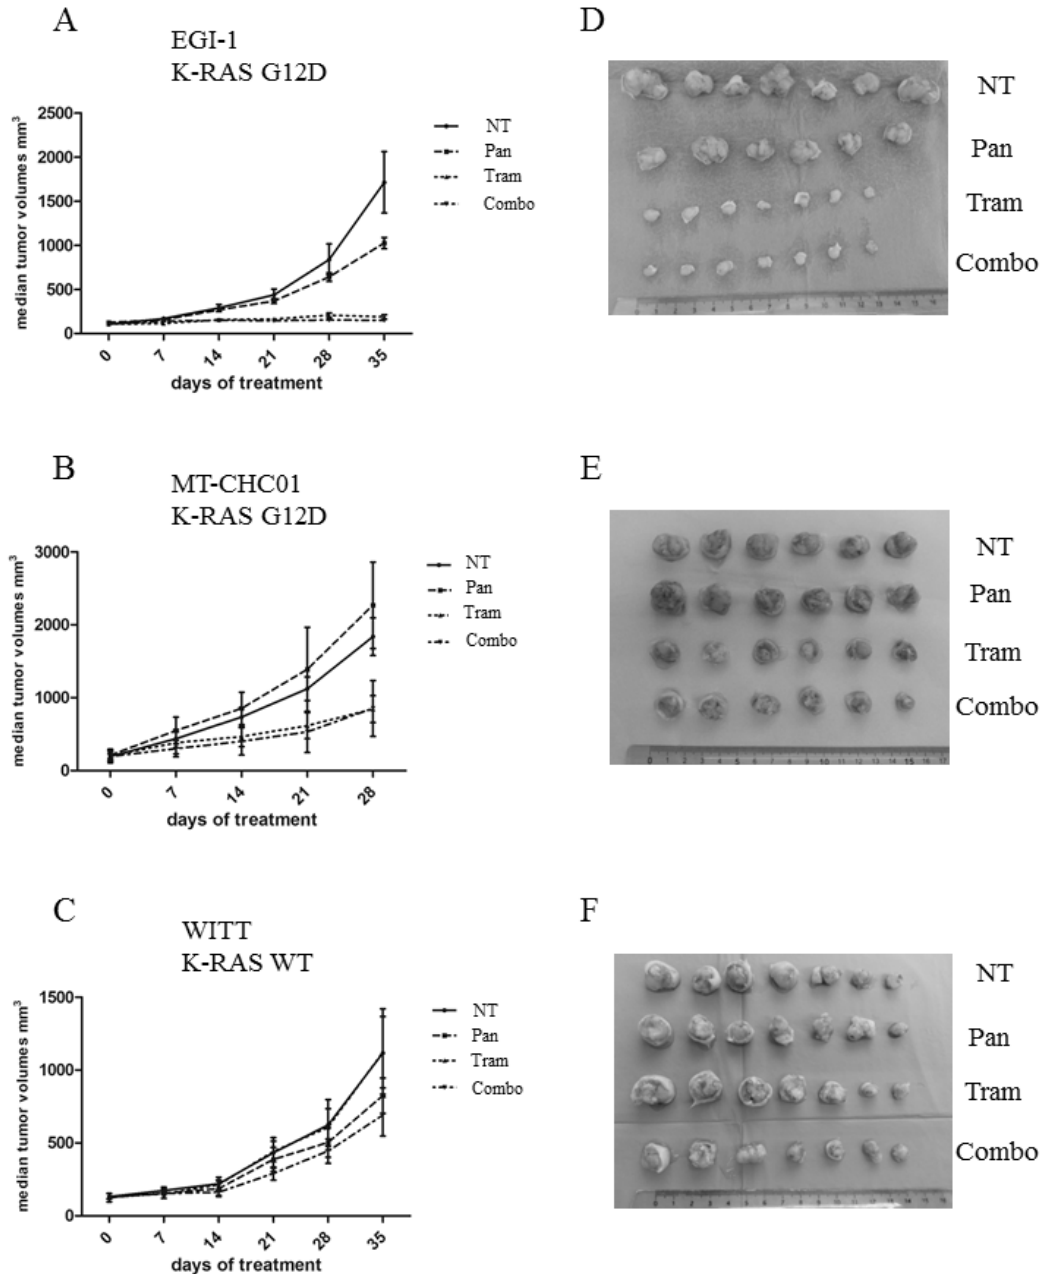 A
EGI-1
K-RAS G12D
median tumor volumes mm³
2500
2000
1500
1000
500
0
0 7 14 21 28 35
days of treatment
NT
Pan
Tram
Combo
D
NT
Pan
Tram
Combo
B
MT-CHC01
K-RAS G12D
median tumor volumes mm³
3000
2000
1000
0
0 7 14 21 28
days of treatment
NT
Pan
Tram
Combo
E
NT
Pan
Tram
Combo
C
WITT
K-RAS WT
median tumor volumes mm³
1500
1000
500
0
0 7 14 21 28 35
days of treatment
NT
Pan
Tram
Combo
F
NT
Pan
Tram
Combo